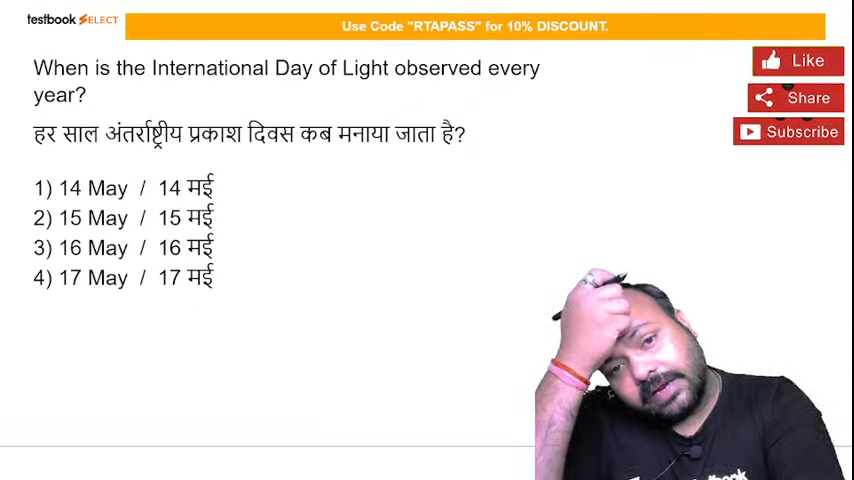 testbook SELECT
Use Code "RTAPASS" for 10% DISCOUNT.
When is the International Day of Light observed every
year?
हर साल अंतर्राष्ट्रीय प्रकाश दिवस कब मनाया जाता है?
1) 14 May / 14 मई
2) 15 May / 15 मई
3) 16 May / 16 मई
4) 17 May / 17 मई
Like
Share
Subscribe
testbook